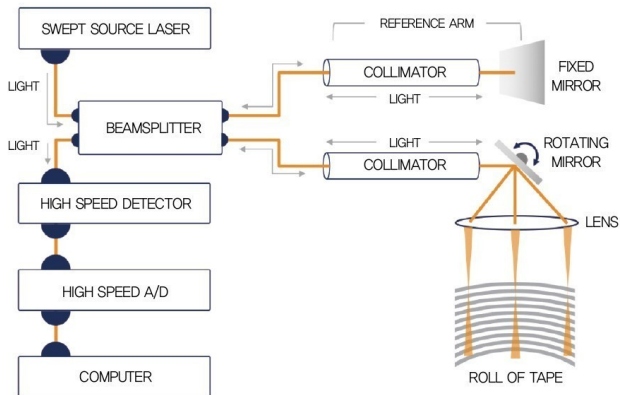 SWEPT SOURCE LASER
REFERENCE ARM
COLLIMATOR
FIXED
MIRROR
LIGHT
LIGHT
BEAMSPLITTER
LIGHT
LIGHT
COLLIMATOR
ROTATING
MIRROR
HIGH SPEED DETECTOR
LENS
HIGH SPEED A/D
COMPUTER
ROLL OF TAPE